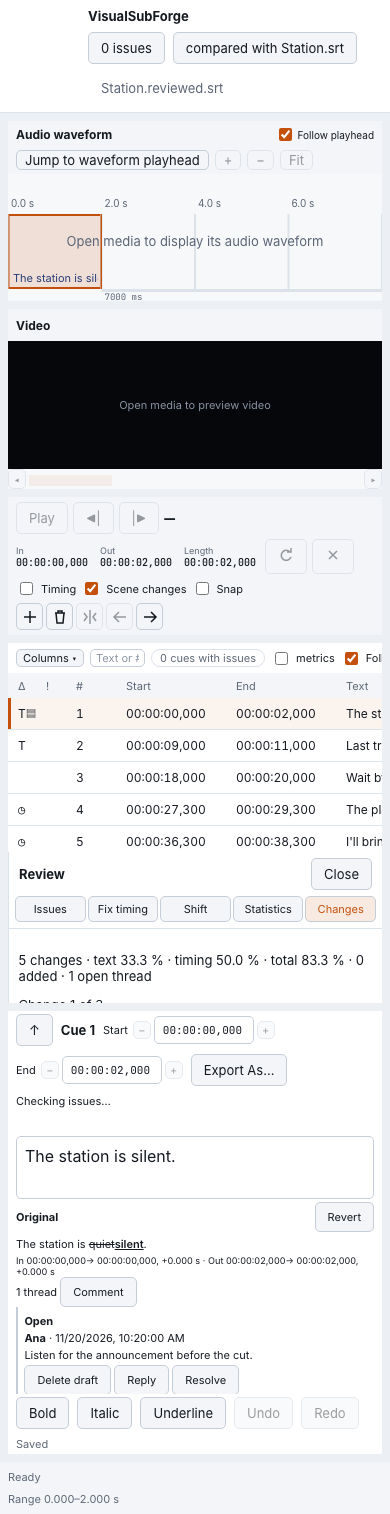 VisualSubForge
0 issues compared with Station.srt
Station.reviewed.srt
Audio waveform Follow playhead
Jump to waveform playhead + − Fit
0.0 s 2.0 s 4.0 s 6.0 s
Open media to display its audio waveform
The station is sil
7000 ms
Video
Open media to preview video
Play —
In Out Length
00:00:00,000 00:00:02,000 00:00:02,000
Timing Scene changes Snap
Columns Text or 0 cues with issues metrics Fol
Δ ! # Start End Text
T 1 00:00:00,000 00:00:02,000 The st
T 2 00:00:09,000 00:00:11,000 Last tr
3 00:00:18,000 00:00:20,000 Wait b
4 00:00:27,300 00:00:29,300 The pl
5 00:00:36,300 00:00:38,300 I'll brin
Review Close
Issues Fix timing Shift Statistics Changes
5 changes · text 33.3 % · timing 50.0 % · total 83.3 % · 0
added · 1 open thread
Change 1 of 3
↑ Cue 1 Start − 00:00:00,000 +
End − 00:00:02,000 + Export As...
Checking issues...
The station is silent.
Original Revert
The station is quietsilent.
In 00:00:00,000→ 00:00:00,000, +0.000 s · Out 00:00:02,000→ 00:00:02,000,
+0.000 s
1 thread Comment
Open
Ana · 11/20/2026, 10:20:00 AM
Listen for the announcement before the cut.
Delete draft Reply Resolve
Bold Italic Underline Undo Redo
Saved
Ready
Range 0.000–2.000 s